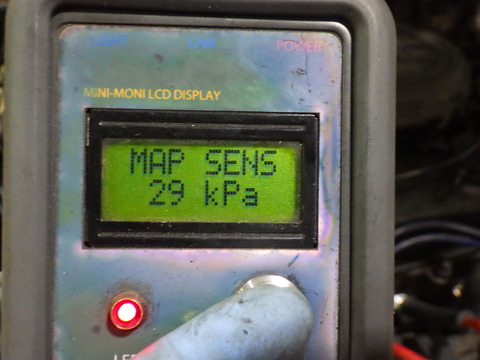 LIGHT LINK POWER
MINI-MONI LCD DISPLAY
MAP SENS
29 kPa